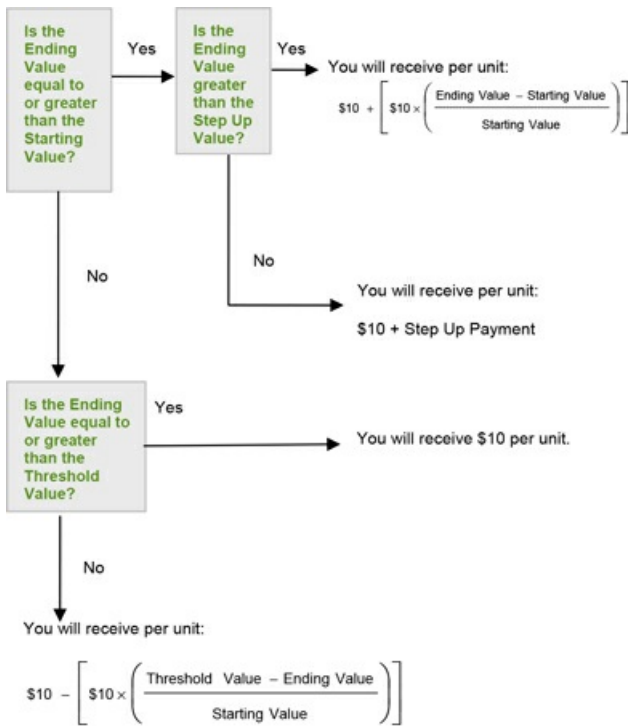 Is the
Ending
Value
equal to
or greater
than the
Starting
Value?
Yes
Is the
Ending
Value
greater
than the
Step Up
Value?
Yes
You will receive per unit:
$10 + [ $10 × ( Ending Value – Starting Value
Starting Value ) ]
No
No
You will receive per unit:
$10 + Step Up Payment
Is the Ending
Value equal to
or greater
than the
Threshold
Value?
Yes
You will receive $10 per unit.
No
You will receive per unit:
$10 – [ $10 × ( Threshold Value – Ending Value
Starting Value ) ]